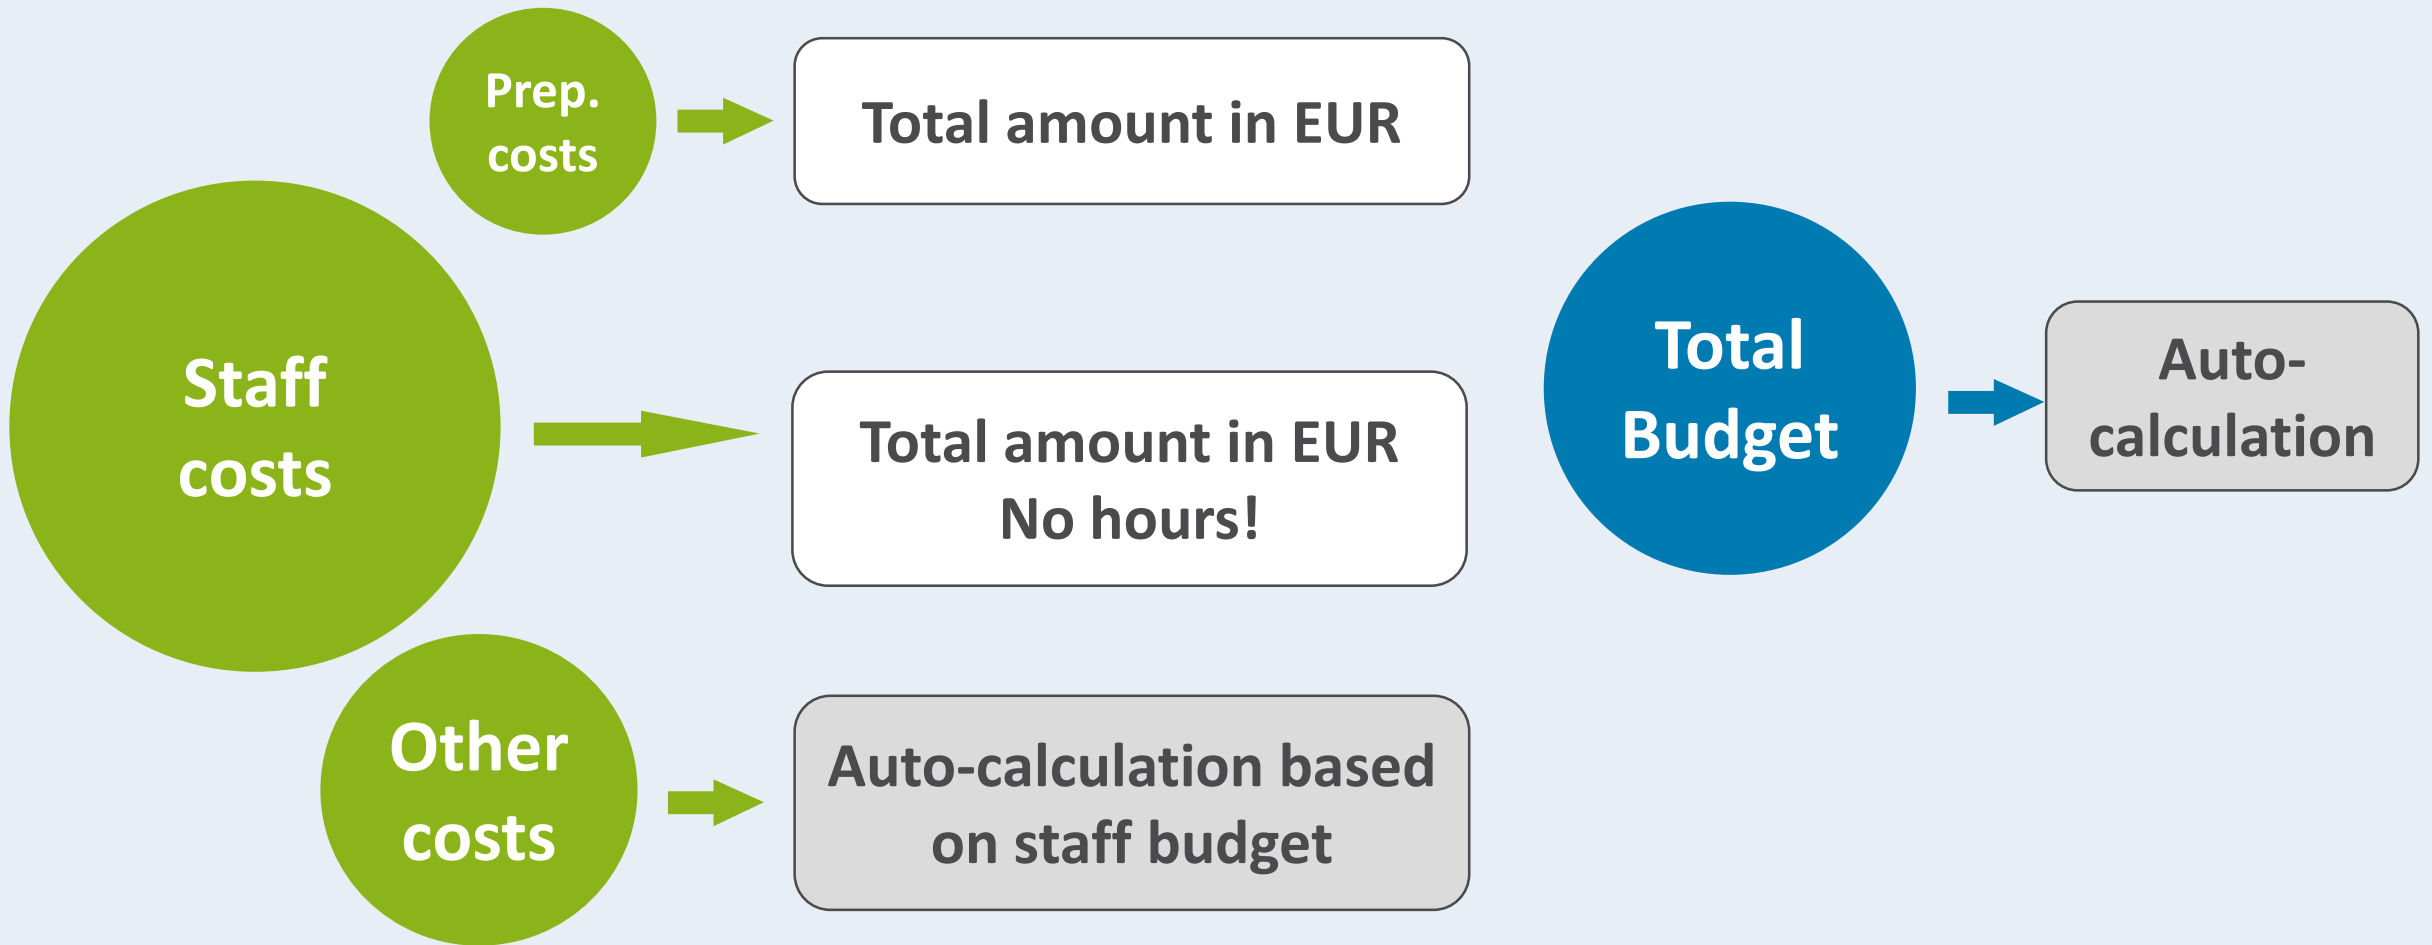 Prep.
costs
Total amount in EUR
Staff
costs
Total amount in EUR
No hours!
Other
costs
Auto-calculation based
on staff budget
Total
Budget
Auto-
calculation